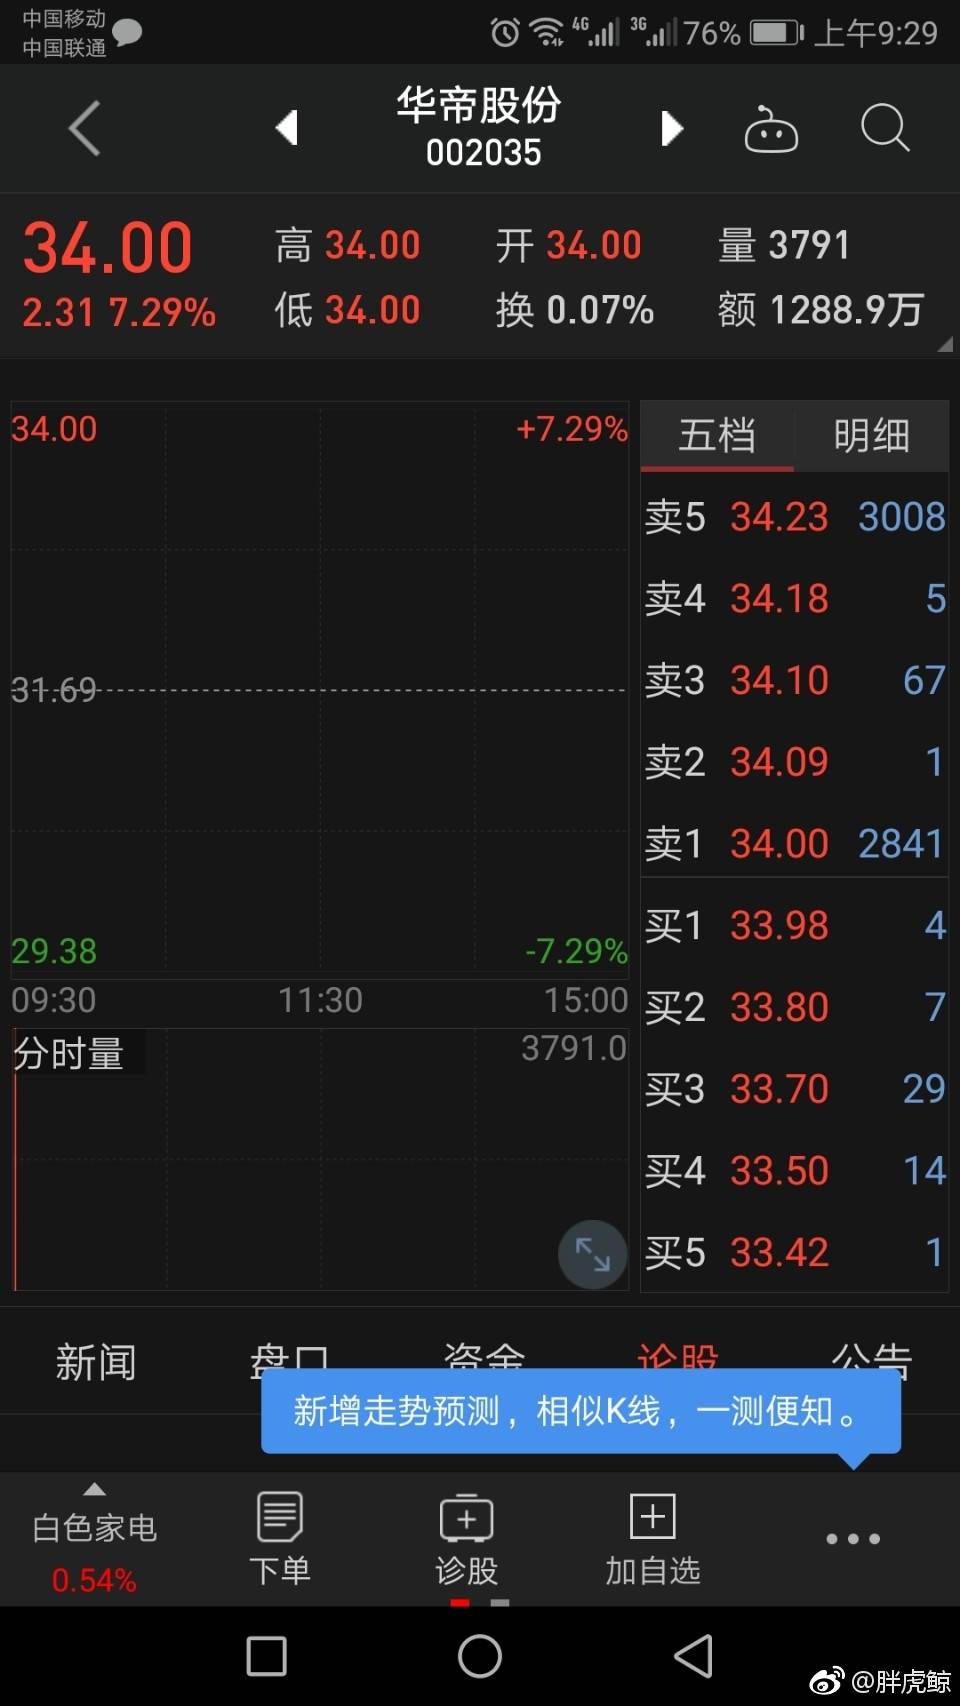 中国移动
中国联通
4G 3G 76% 上午9:29
华帝股份
002035
34.00 高 34.00 开 34.00 量 3791
2.31 7.29% 低 34.00 换 0.07% 额 1288.9万
34.00 +7.29%
31.69
29.38 -7.29%
09:30 11:30 15:00
分时量 3791.0
五档 明细
卖5 34.23 3008
卖4 34.18 5
卖3 34.10 67
卖2 34.09 1
卖1 34.00 2841
买1 33.98 4
买2 33.80 7
买3 33.70 29
买4 33.50 14
买5 33.42 1
新闻 盘口 资金 论股 公告
新增走势预测，相似K线，一测便知。
白色家电 下单 诊股 加自选
0.54%
@胖虎鲸